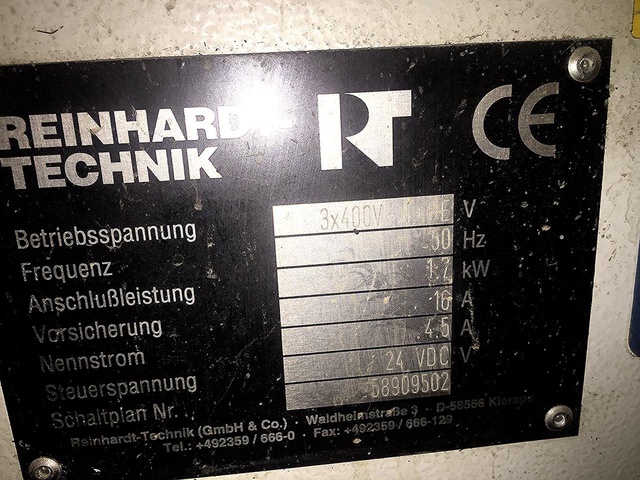 REINHARDT-
TECHNIK
RT CE
Betriebsspannung 3x400V V
Frequenz 50 Hz
Anschlußleistung 1.7 kW
Vorsicherung 16 A
Nennstrom 4.5 A
Steuerspannung 24 VDC V
Schaltplan Nr. 58909502
Reinhardt-Technik (GmbH & Co.) · Waldheimstraße 3 · D-58566 Kierspe
Tel.: +492359 / 666-0 Fax: +492359 / 666-129